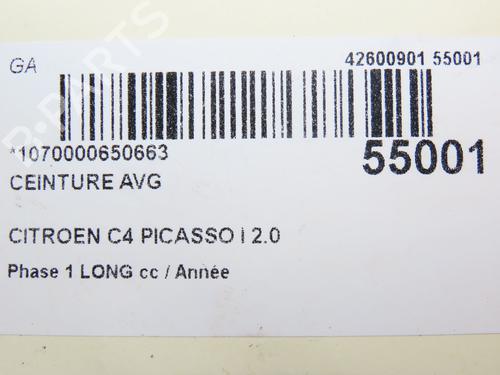 GA
42600901 55001
*1070000650663
55001
CEINTURE AVG
CITROEN C4 PICASSO I 2.0
Phase 1 LONG cc / Année